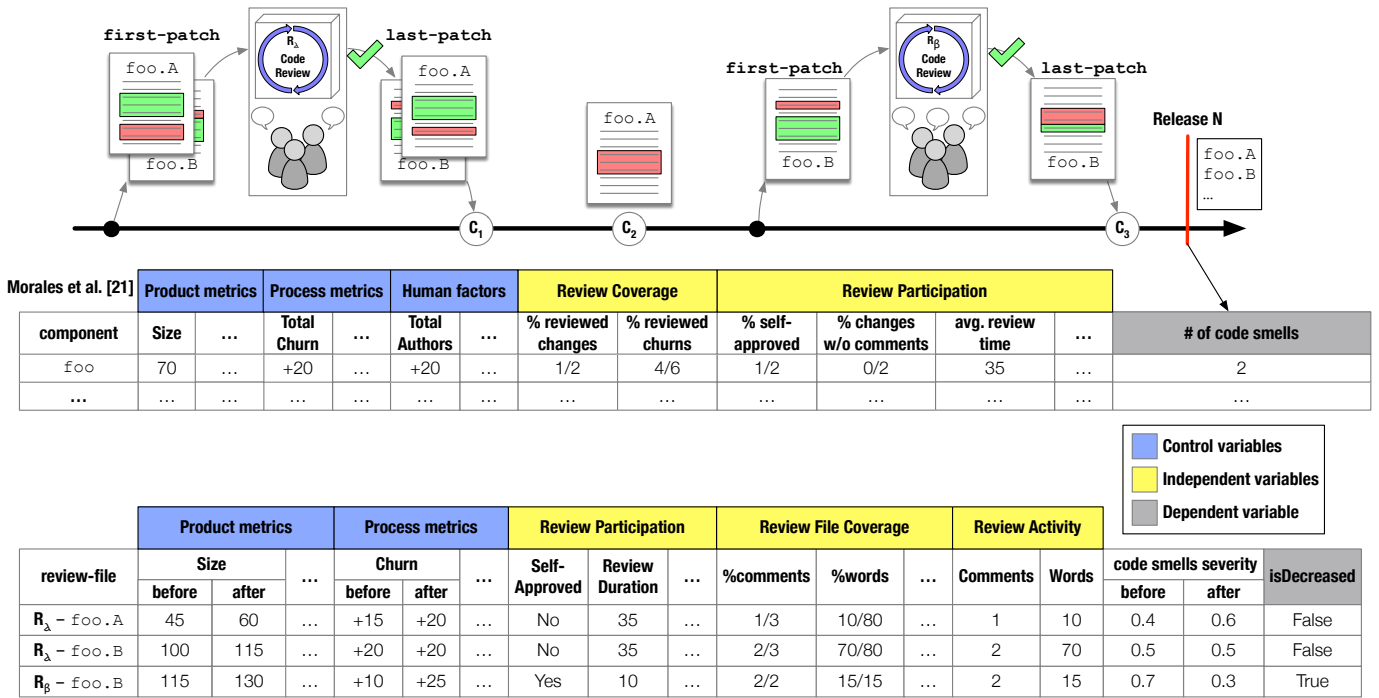 first-patch
foo.A
foo.B
R_λ
Code
Review
last-patch
foo.A
foo.B
foo.A
first-patch
foo.B
R_β
Code
Review
last-patch
foo.B
Release N
foo.A
foo.B
...
C₁
C₂
C₃
Morales et al. [21] Product metrics Process metrics Human factors Review Coverage Review Participation
component Size ... Total Churn ... Total Authors ... % reviewed changes % reviewed churns % self-approved % changes w/o comments avg. review time ... # of code smells
foo 70 ... +20 ... +20 ... 1/2 4/6 1/2 0/2 35 ... 2
... ... ... ... ... ... ... ... ... ... ... ... ... ...
Control variables
Independent variables
Dependent variable
Product metrics Process metrics Review Participation Review File Coverage Review Activity
review-file Size ... Churn ... Self-Approved Review Duration ... %comments %words ... Comments Words code smells severity isDecreased
before after before after before after
R_λ – foo.A 45 60 ... +15 +20 ... No 35 ... 1/3 10/80 ... 1 10 0.4 0.6 False
R_λ – foo.B 100 115 ... +20 +20 ... No 35 ... 2/3 70/80 ... 2 70 0.5 0.5 False
R_β – foo.B 115 130 ... +10 +25 ... Yes 10 ... 2/2 15/15 ... 2 15 0.7 0.3 True